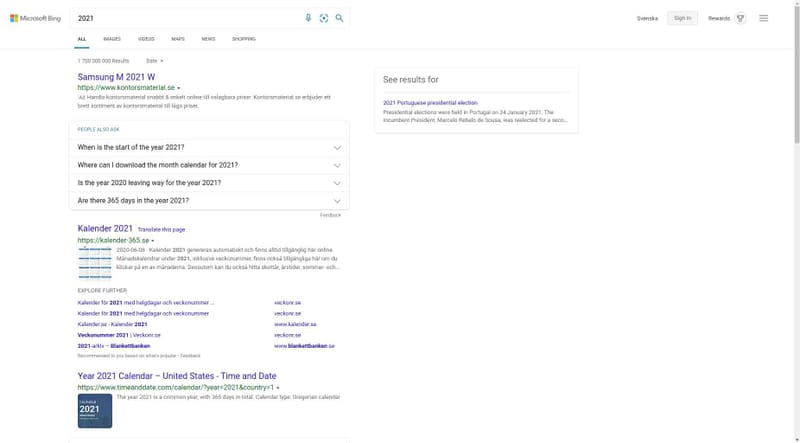 Microsoft Bing
2021
Svenska
Sign in
Rewards
ALL
IMAGES
VIDEOS
MAPS
NEWS
SHOPPING
1 700 000 000 Results
Date
Samsung M 2021 W
https://www.kontorsmaterial.se
Ad Handla kontorsmaterial snabbt & enkelt online till oslagbara priser. Kontorsmaterial.se erbjuder ett
brett sortiment av kontorsmaterial till låga priser.
See results for
2021 Portuguese presidential election
Presidential elections were held in Portugal on 24 January 2021. The
incumbent President, Marcelo Rebelo de Sousa, was reelected for a seco...
PEOPLE ALSO ASK
When is the start of the year 2021?
Where can I download the month calendar for 2021?
Is the year 2020 leaving way for the year 2021?
Are there 365 days in the year 2021?
Feedback
Kalender 2021 Translate this page
https://kalender-365.se
2020-06-08 · Kalender 2021 genereras automatiskt och finns alltid tillgänglig här online.
Månadskalendrar under 2021, inklusive veckonummer, finns också tillgängliga här om du
klickar på en av månaderna. Dessutom kan du också hitta skottår, årstider, sommar- och...
EXPLORE FURTHER
Kalender för 2021 med helgdagar och veckonummer ...
veckonr.se
Kalender för 2021 med helgdagar och veckonummer
veckonr.se
Kalender.se - Kalender 2021
www.kalender.se
Veckonummer 2021 | Veckonr.se
veckonr.se
2021-arkiv – Blankettbanken
www.blankettbanken.se
Recommended to you based on what's popular • Feedback
Year 2021 Calendar – United States - Time and Date
https://www.timeanddate.com/calendar/?year=2021&country=1
2021
The year 2021 is a common year, with 365 days in total. Calendar type: Gregorian calendar